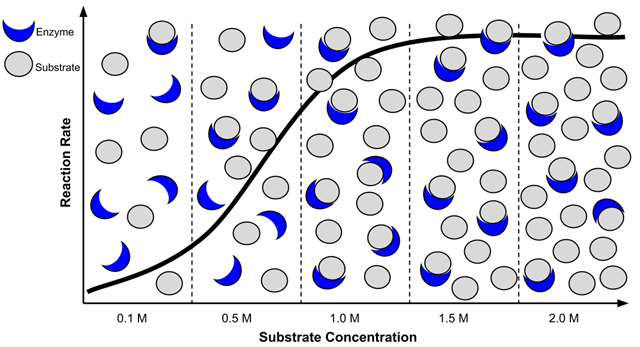 Enzyme
Substrate
Reaction Rate
0.1 M
0.5 M
1.0 M
1.5 M
2.0 M
Substrate Concentration